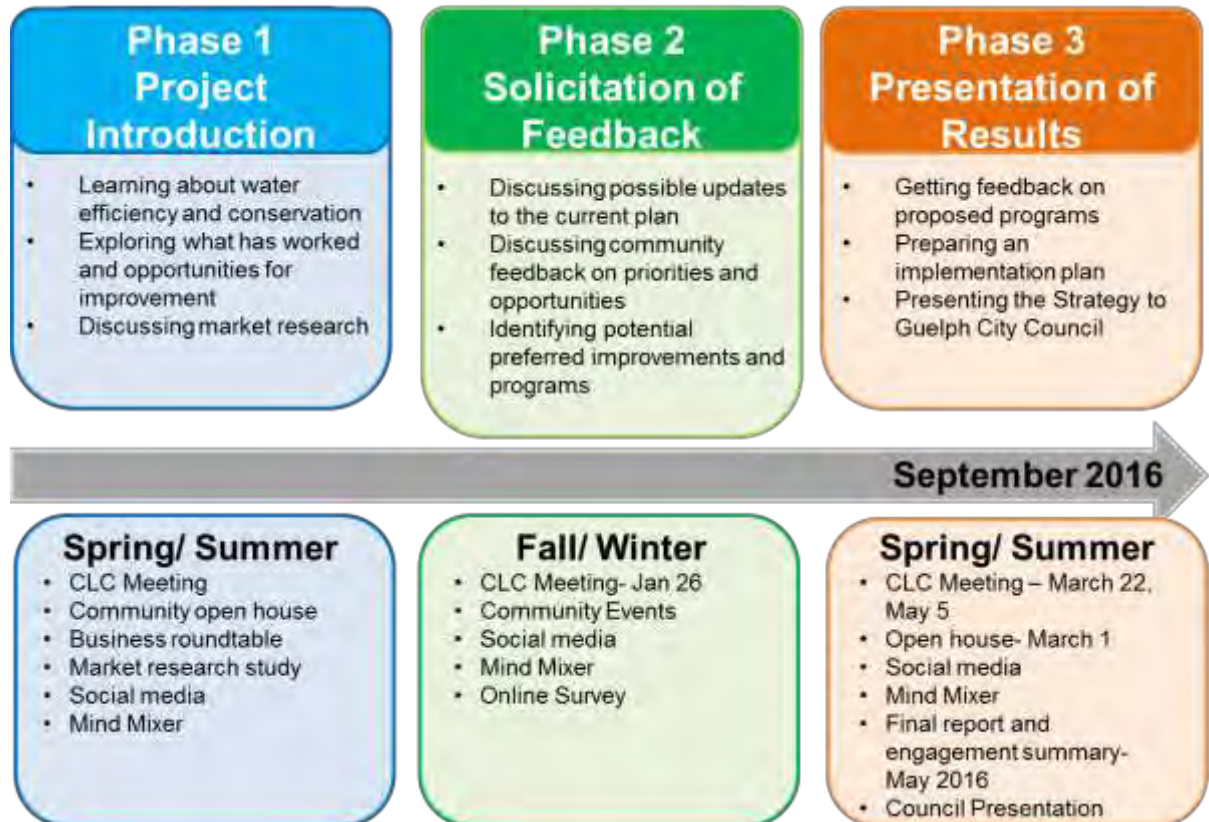 Phase 1
Project
Introduction
• Learning about water
efficiency and conservation
• Exploring what has worked
and opportunities for
improvement
• Discussing market research
Phase 2
Solicitation of
Feedback
• Discussing possible updates
to the current plan
• Discussing community
feedback on priorities and
opportunities
• Identifying potential
preferred improvements and
programs
Phase 3
Presentation of
Results
• Getting feedback on
proposed programs
• Preparing an
implementation plan
• Presenting the Strategy to
Guelph City Council
September 2016
Spring/ Summer
• CLC Meeting
• Community open house
• Business roundtable
• Market research study
• Social media
• Mind Mixer
Fall/ Winter
• CLC Meeting- Jan 26
• Community Events
• Social media
• Mind Mixer
• Online Survey
Spring/ Summer
• CLC Meeting – March 22,
May 5
• Open house- March 1
• Social media
• Mind Mixer
• Final report and
engagement summary-
May 2016
• Council Presentation